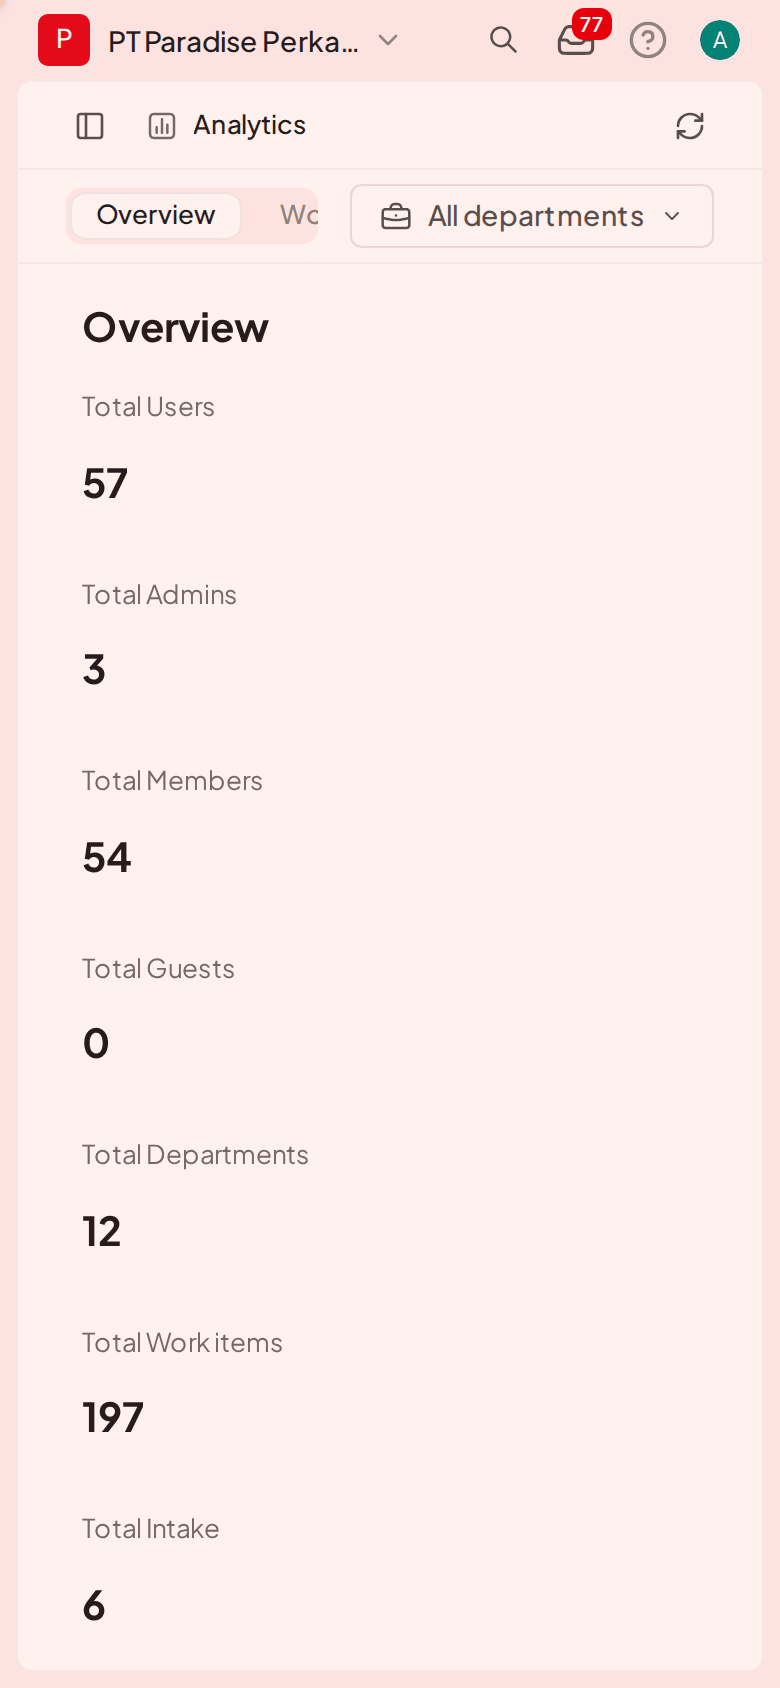 P
PT Paradise Perka...
77
A
Analytics
Overview
Wo
All departments
Overview
Total Users
57
Total Admins
3
Total Members
54
Total Guests
0
Total Departments
12
Total Work items
197
Total Intake
6